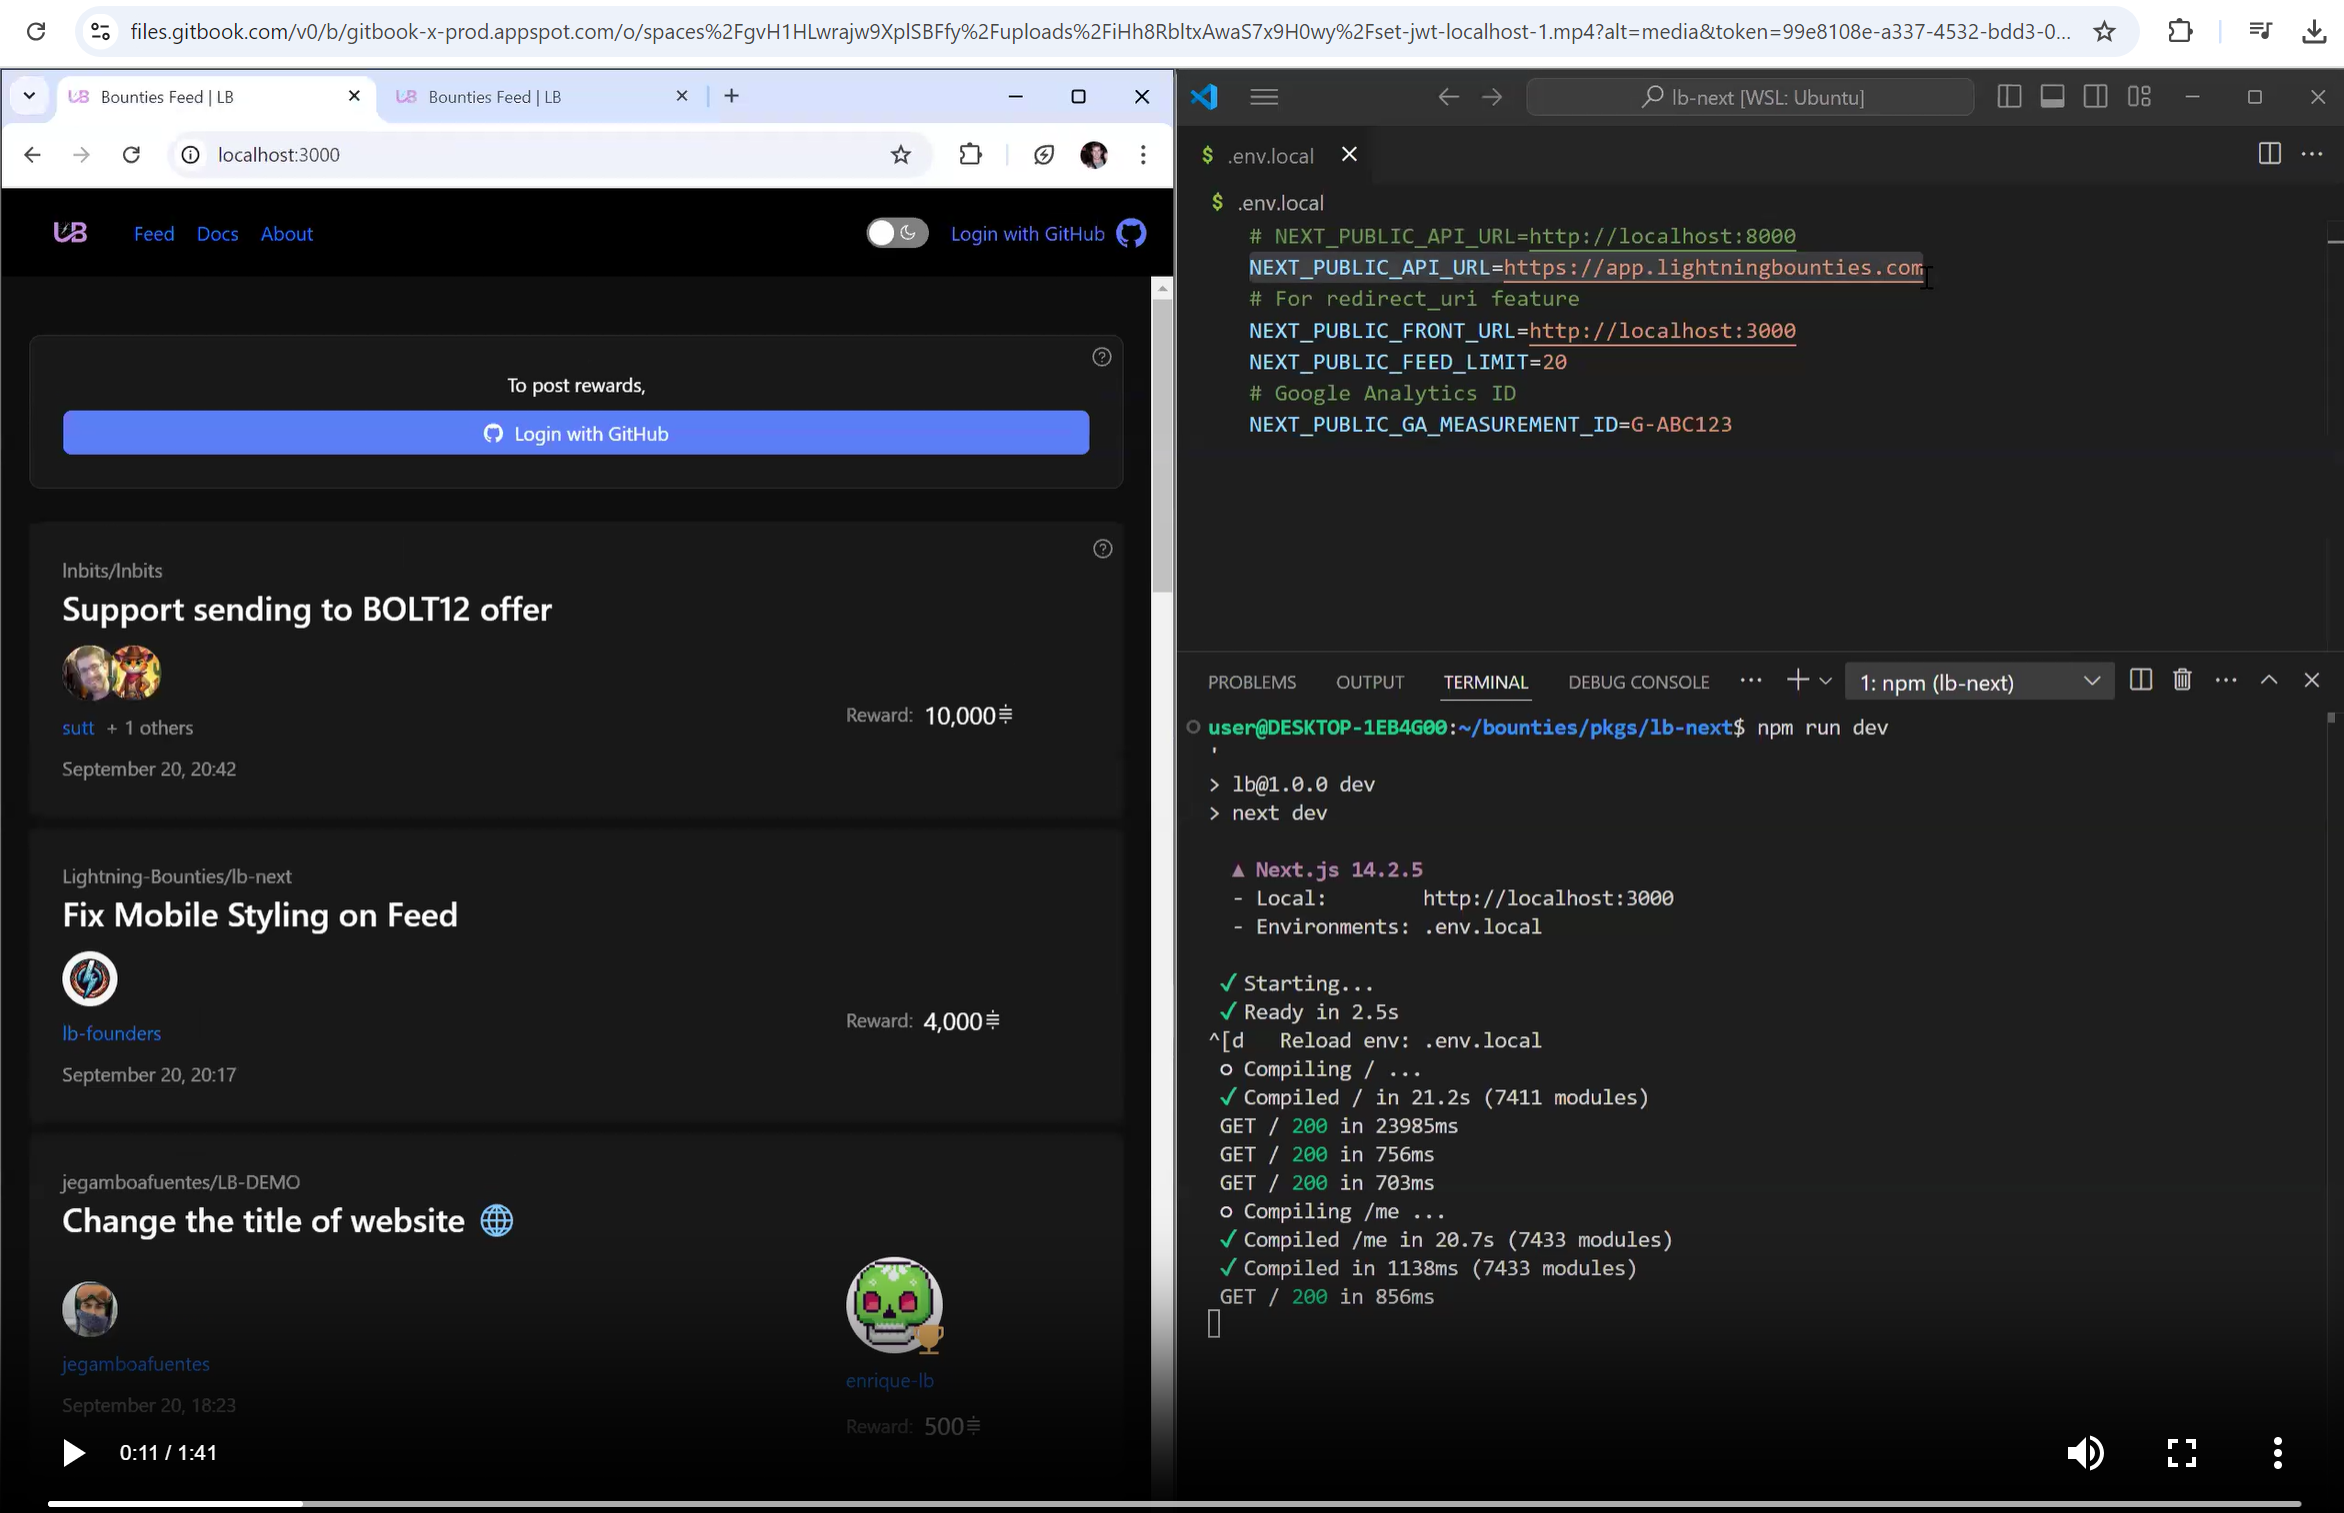 files.gitbook.com/v0/b/gitbook-x-prod.appspot.com/o/spaces%2FgvH1HLwrajw9XplSBFfy%2Fuploads%2FiHh8RbltxAwaS7x9H0wy%2Fset-jwt-localhost-1.mp4?alt=media&token=99e8108e-a337-4532-bdd3-0...
Bounties Feed | LB
Bounties Feed | LB
localhost:3000
LB
Feed
Docs
About
Login with GitHub
To post rewards,
Login with GitHub
lnbits/lnbits
Support sending to BOLT12 offer
sutt + 1 others
Reward: 10,000
September 20, 20:42
Lightning-Bounties/lb-next
Fix Mobile Styling on Feed
lb-founders
Reward: 4,000
September 20, 20:17
jegamboafuentes/LB-DEMO
Change the title of website 🌐
jegamboafuentes
September 20, 18:23
enrique-lb
Reward: 500
0:11 / 1:41
lb-next [WSL: Ubuntu]
$ .env.local
$ .env.local
# NEXT_PUBLIC_API_URL=http://localhost:8000
NEXT_PUBLIC_API_URL=https://app.lightningbounties.com
# For redirect_uri feature
NEXT_PUBLIC_FRONT_URL=http://localhost:3000
NEXT_PUBLIC_FEED_LIMIT=20
# Google Analytics ID
NEXT_PUBLIC_GA_MEASUREMENT_ID=G-ABC123
PROBLEMS
OUTPUT
TERMINAL
DEBUG CONSOLE
1: npm (lb-next)
user@DESKTOP-1EB4G00:~/bounties/pkgs/lb-next$ npm run dev
'
> lb@1.0.0 dev
> next dev
▲ Next.js 14.2.5
- Local: http://localhost:3000
- Environments: .env.local
✓ Starting...
✓ Ready in 2.5s
^[d Reload env: .env.local
○ Compiling / ...
✓ Compiled / in 21.2s (7411 modules)
GET / 200 in 23985ms
GET / 200 in 756ms
GET / 200 in 703ms
○ Compiling /me ...
✓ Compiled /me in 20.7s (7433 modules)
✓ Compiled in 1138ms (7433 modules)
GET / 200 in 856ms